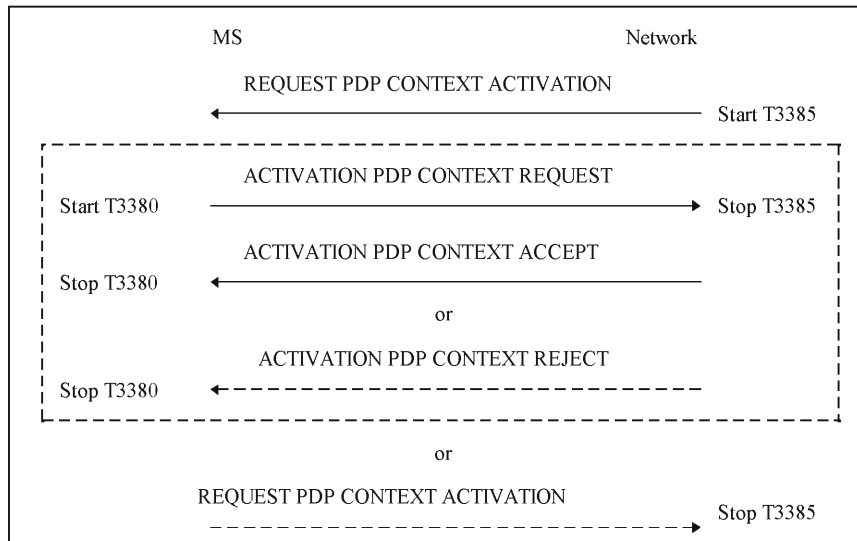 MS Network
REQUEST PDP CONTEXT ACTIVATION
Start T3385
ACTIVATION PDP CONTEXT REQUEST
Start T3380 Stop T3385
ACTIVATION PDP CONTEXT ACCEPT
Stop T3380
or
ACTIVATION PDP CONTEXT REJECT
Stop T3380
or
REQUEST PDP CONTEXT ACTIVATION
Stop T3385